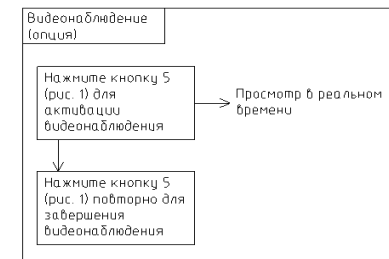 Видеонаблюдение
(опция)
Нажмите кнопку 5
(рис. 1) для
активации
видеонаблюдения
Просмотр в реальном
времени
Нажмите кнопку 5
(рис. 1) повторно для
завершения
видеонаблюдения